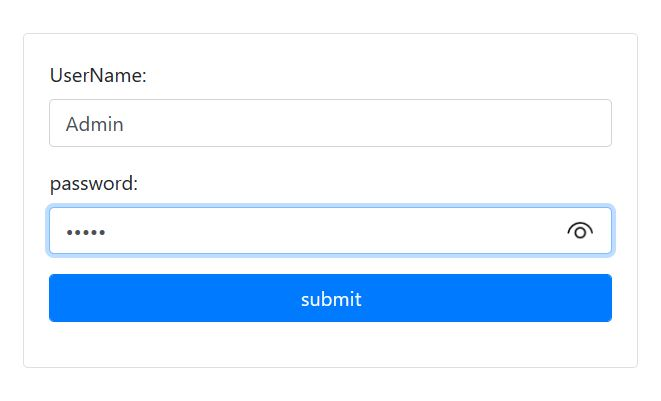 UserName:
Admin
password:
•••••
submit